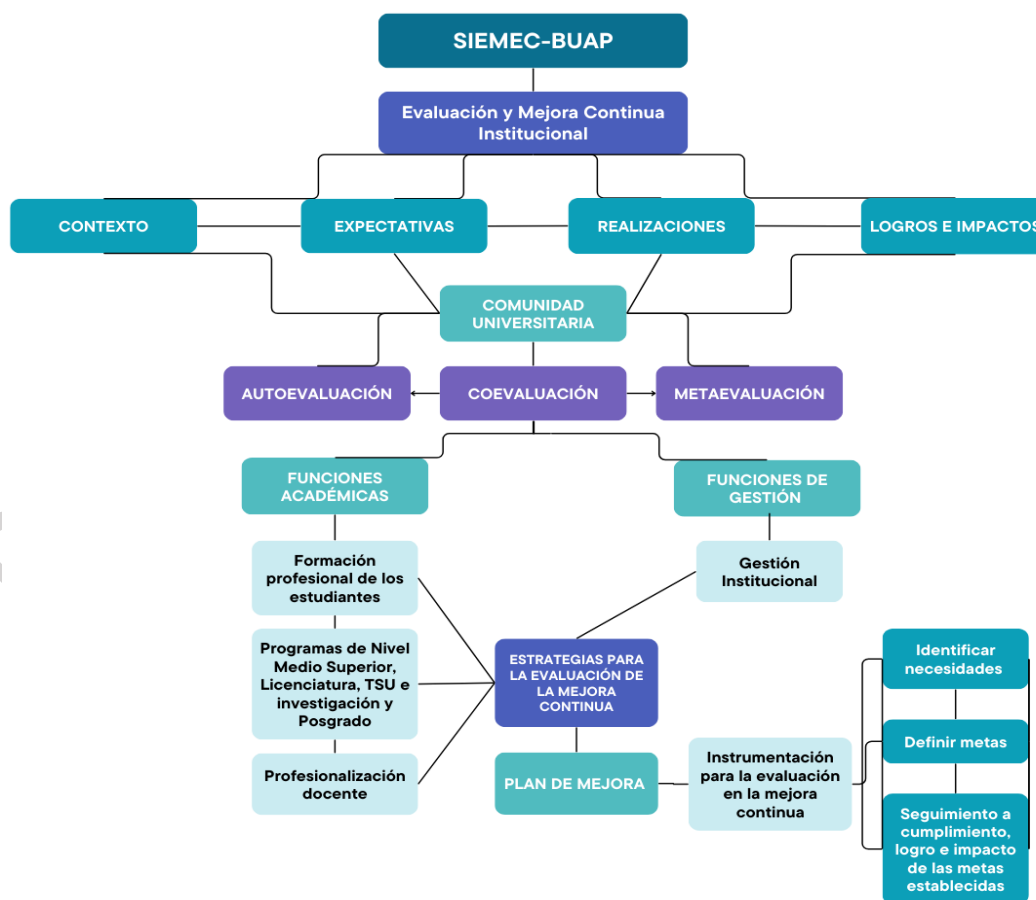 SIEMEC-BUAP
Evaluación y Mejora Continua
Institucional
CONTEXTO
EXPECTATIVAS
REALIZACIONES
LOGROS E IMPACTOS
COMUNIDAD
UNIVERSITARIA
AUTOEVALUACIÓN
COEVALUACIÓN
METAEVALUACIÓN
FUNCIONES
ACADÉMICAS
FUNCIONES DE
GESTIÓN
Formación
profesional de los
estudiantes
Gestión
Institucional
Programas de Nivel
Medio Superior,
Licenciatura, TSU e
investigación y
Posgrado
ESTRATEGIAS PARA
LA EVALUACIÓN DE
LA MEJORA
CONTINUA
Identificar
necesidades
Profesionalización
docente
PLAN DE MEJORA
Instrumentación
para la evaluación
en la mejora
continua
Definir metas
Seguimiento a
cumplimiento,
logro e impacto
de las metas
establecidas